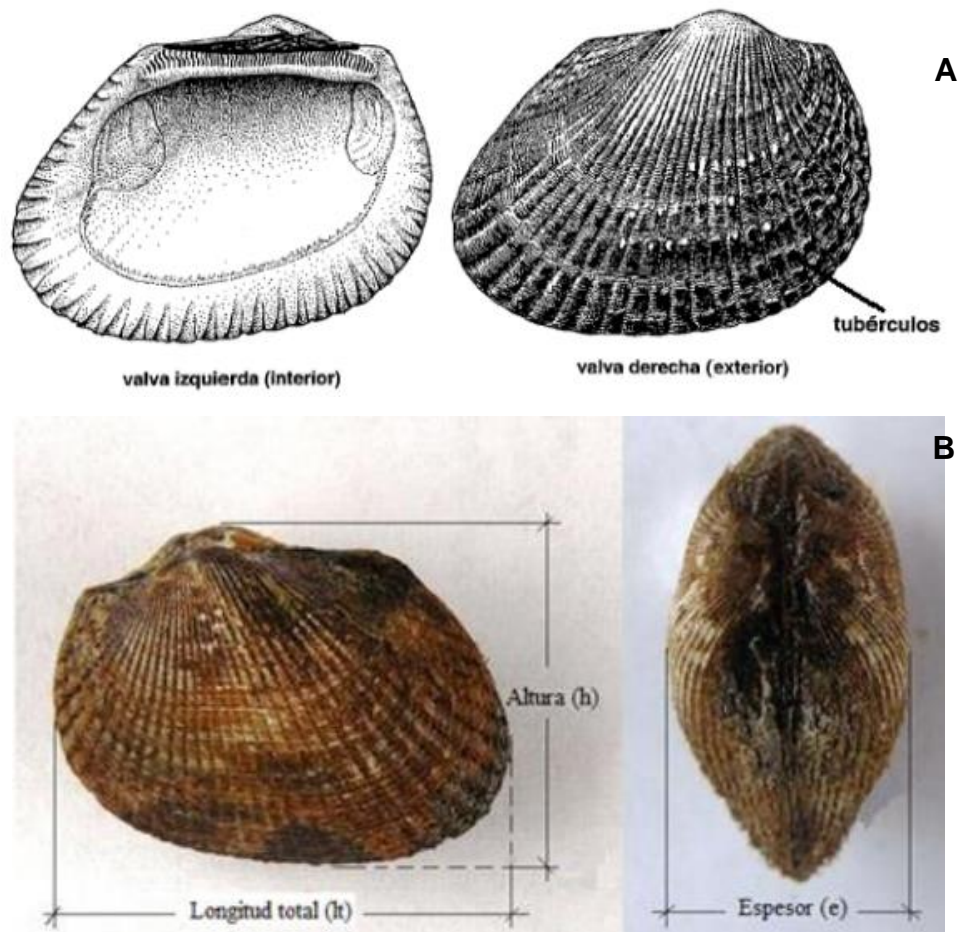 A
tubérculos
valva izquierda (interior)
valva derecha (exterior)
B
Altura (h)
Longitud total (lt)
Espesor (e)